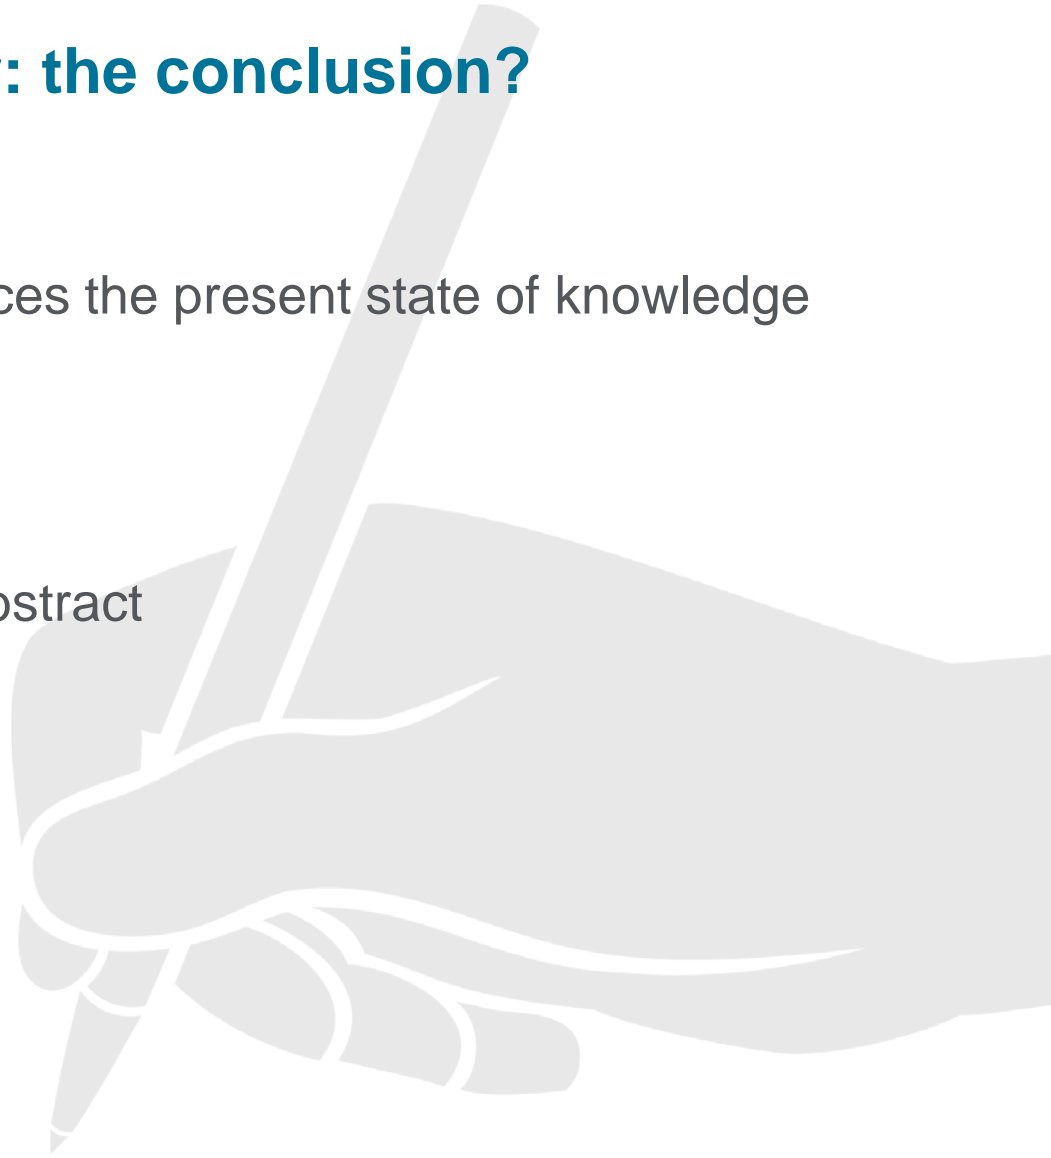 : the conclusion?
ces the present state of knowledge
ostract